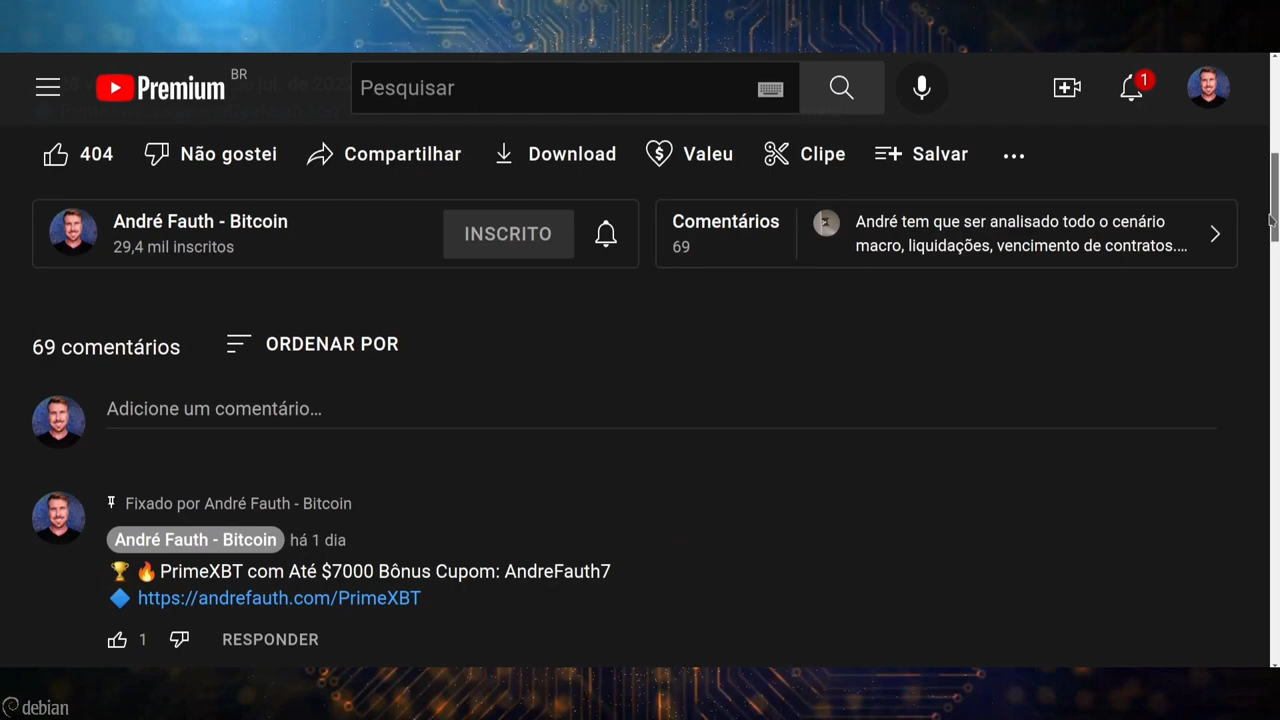 Premium BR
Pesquisar
1
404
Não gostei
Compartilhar
Download
Valeu
Clipe
Salvar
André Fauth - Bitcoin
29,4 mil inscritos
INSCRITO
Comentários
69
André tem que ser analisado todo o cenário
macro, liquidações, vencimento de contratos....
69 comentários
ORDENAR POR
Adicione um comentário...
Fixado por André Fauth - Bitcoin
André Fauth - Bitcoin há 1 dia
🏆 🔥PrimeXBT com Até $7000 Bônus Cupom: AndreFauth7
🔷 https://andrefauth.com/PrimeXBT
1
RESPONDER
debian